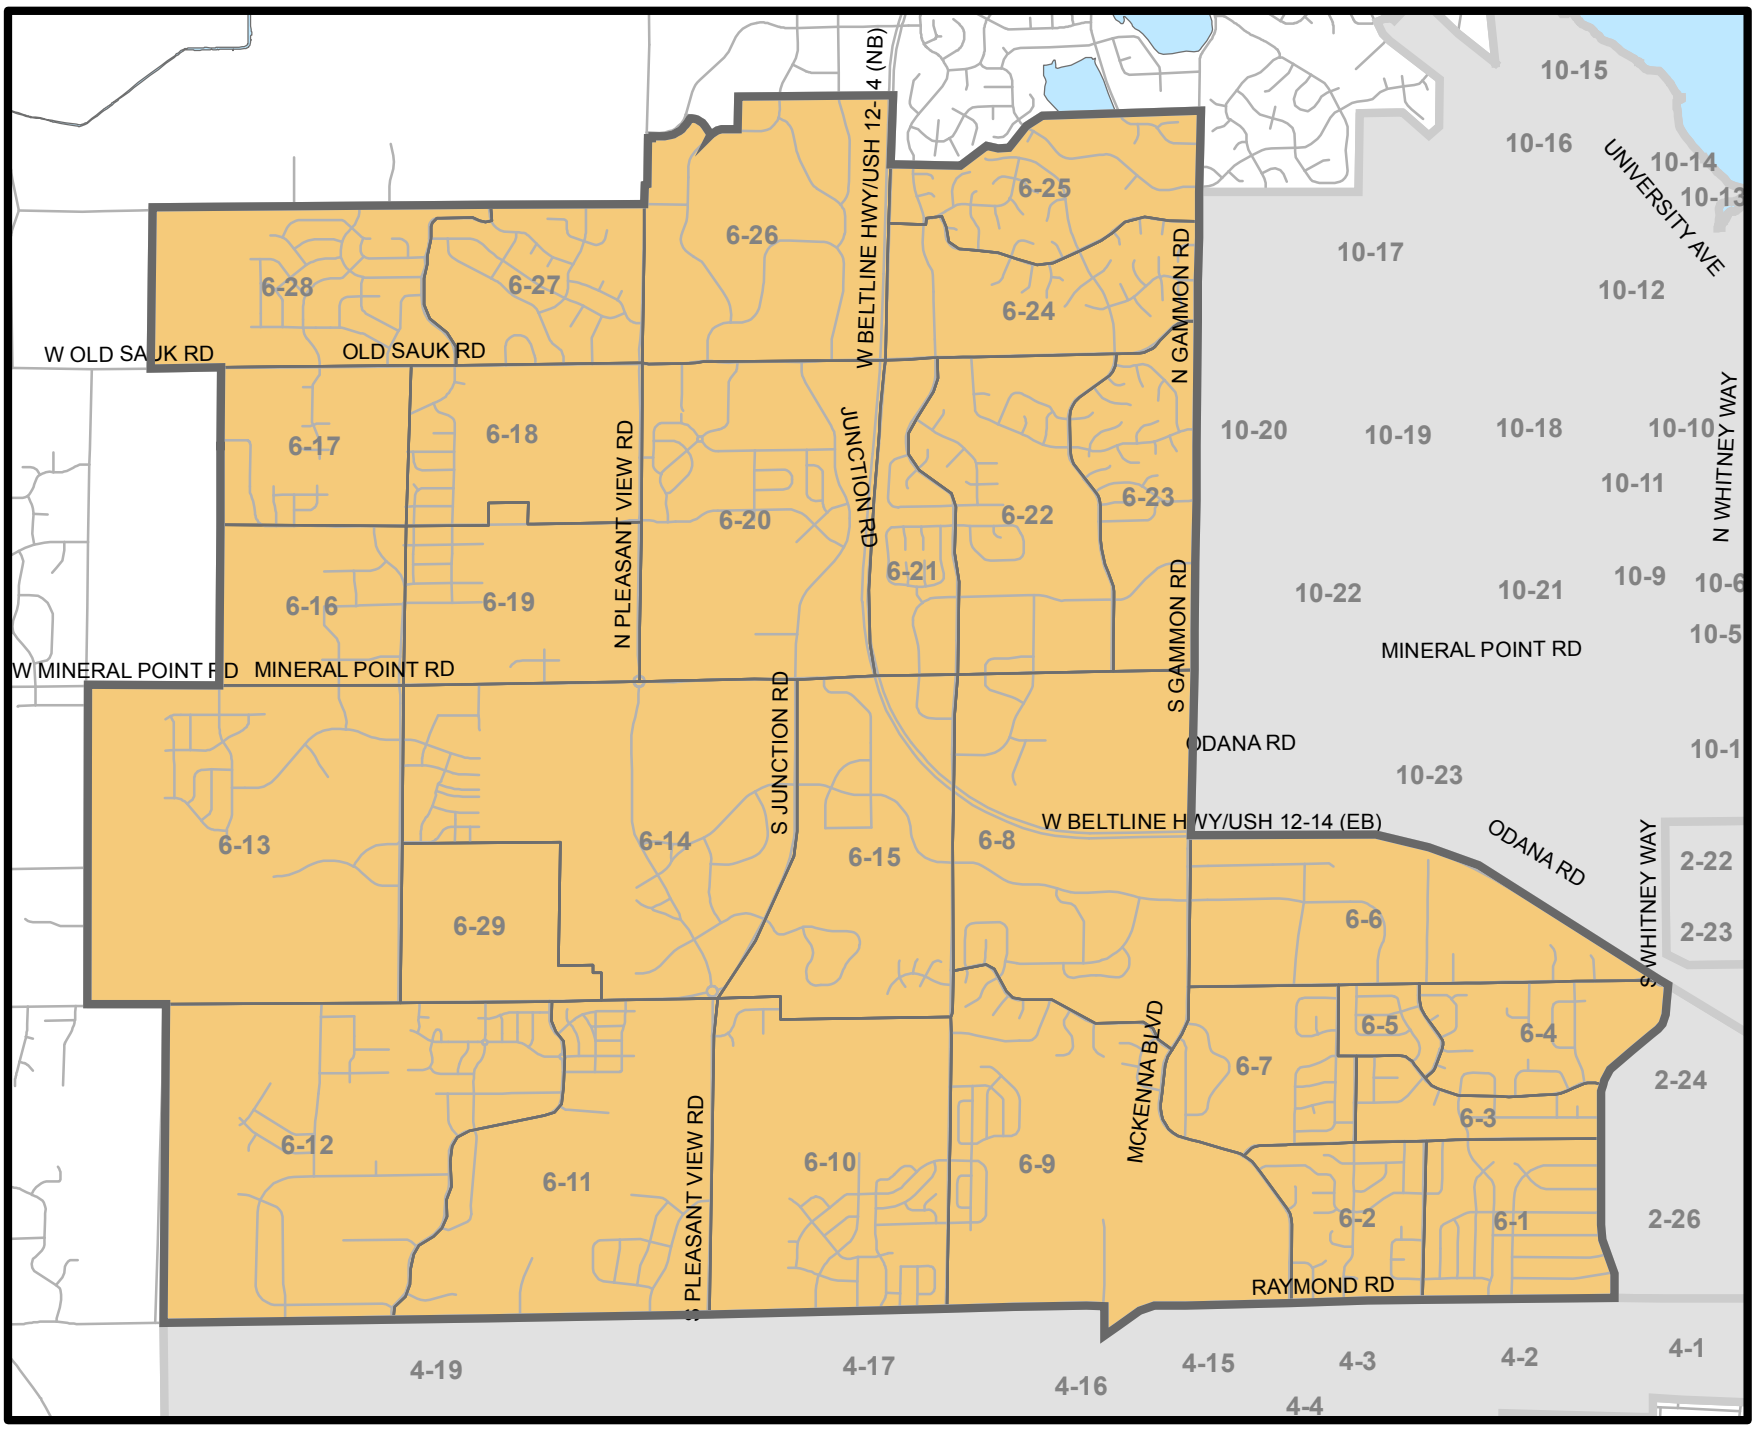 10-15
10-16
UNIVERSITY AVE
10-14
10-13
W BELTLINE HWY/USH 12-14 (NB)
6-25
6-26
10-17
N GAMMON RD
6-28
6-27
10-12
6-24
W OLD SAUK RD
OLD SAUK RD
JUNCTION RD
N PLEASANT VIEW RD
N WHITNEY WAY
6-17
6-18
10-20
10-19
10-18
10-10
10-11
6-23
6-22
6-20
6-21
6-16
6-19
10-22
10-21
10-9
10-6
10-5
S GAMMON RD
MINERAL POINT RD
W MINERAL POINT RD
MINERAL POINT RD
S JUNCTION RD
ODANA RD
10-1
10-23
W BELTLINE HWY/USH 12-14 (EB)
ODANA RD
S WHITNEY WAY
6-13
6-14
6-15
6-8
2-22
6-29
6-6
2-23
MCKENNA BLVD
6-5
6-4
6-7
2-24
S PLEASANT VIEW RD
6-3
6-12
6-11
6-10
6-9
6-2
6-1
2-26
RAYMOND RD
4-19
4-17
4-16
4-15
4-3
4-2
4-1
4-4